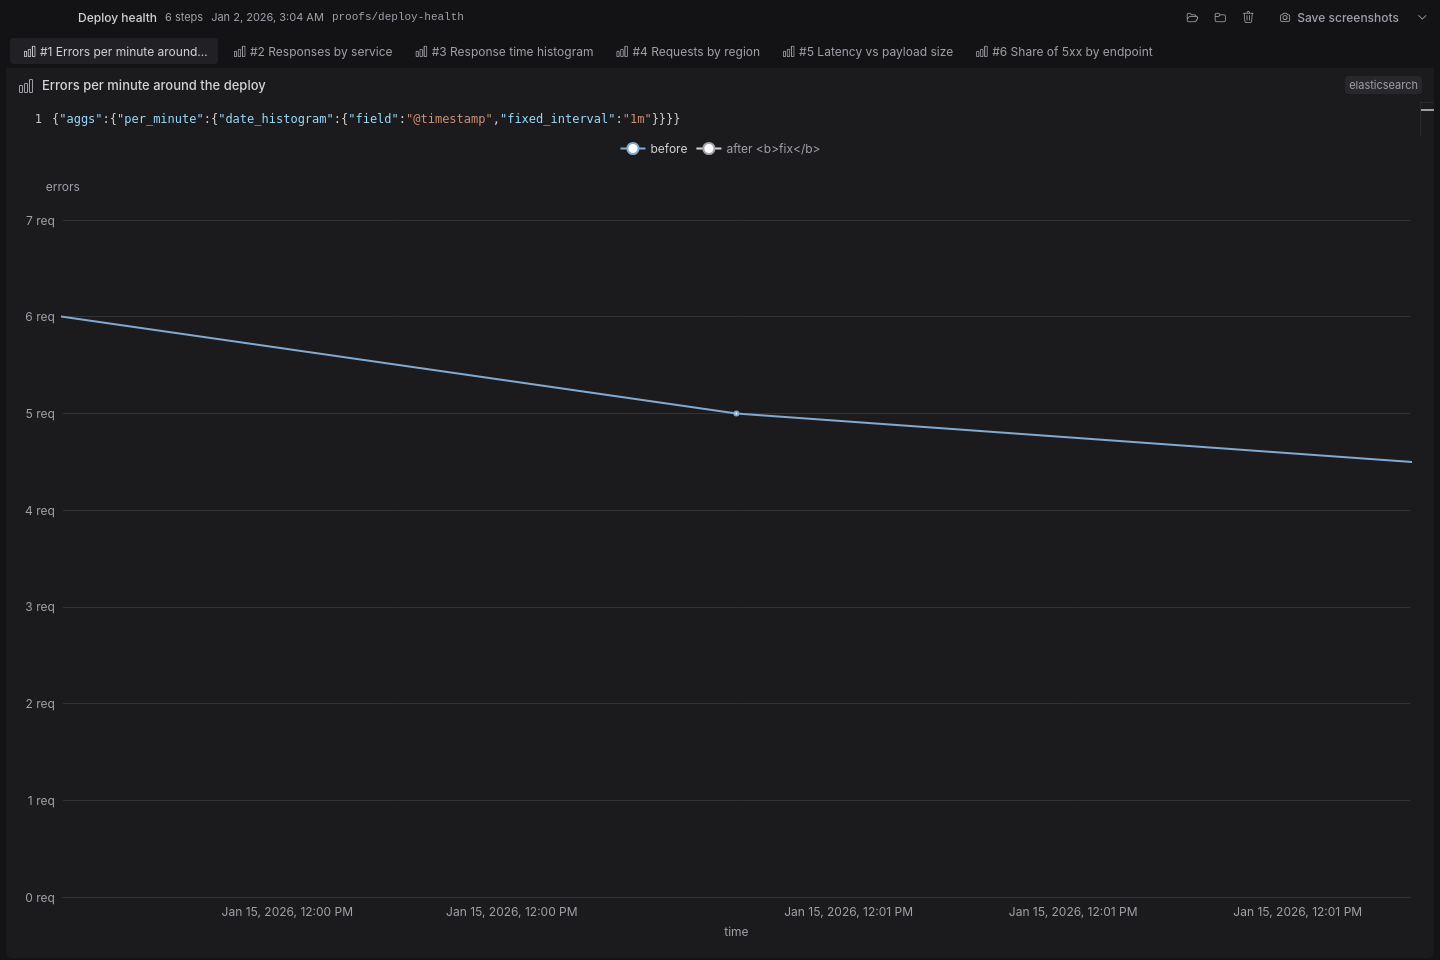 Deploy health 6 steps Jan 2, 2026, 3:04 AM proofs/deploy-health Save screenshots
#1 Errors per minute around... #2 Responses by service #3 Response time histogram #4 Requests by region #5 Latency vs payload size #6 Share of 5xx by endpoint
Errors per minute around the deploy elasticsearch
1 {"aggs":{"per_minute":{"date_histogram":{"field":"@timestamp","fixed_interval":"1m"}}}}
before after <b>fix</b>
errors
7 req
6 req
5 req
4 req
3 req
2 req
1 req
0 req
Jan 15, 2026, 12:00 PM Jan 15, 2026, 12:00 PM Jan 15, 2026, 12:01 PM Jan 15, 2026, 12:01 PM Jan 15, 2026, 12:01 PM
time